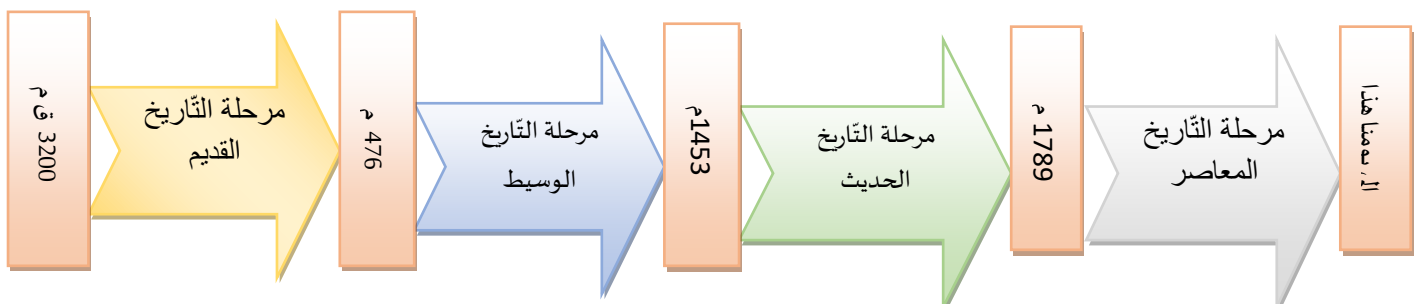 3200 ق م
مرحلة التّاريخ
القديم
476 م
مرحلة التّاريخ
الوسيط
1453م
مرحلة التّاريخ
الحديث
1789 م
مرحلة التّاريخ
المعاصر
يومنا هذا